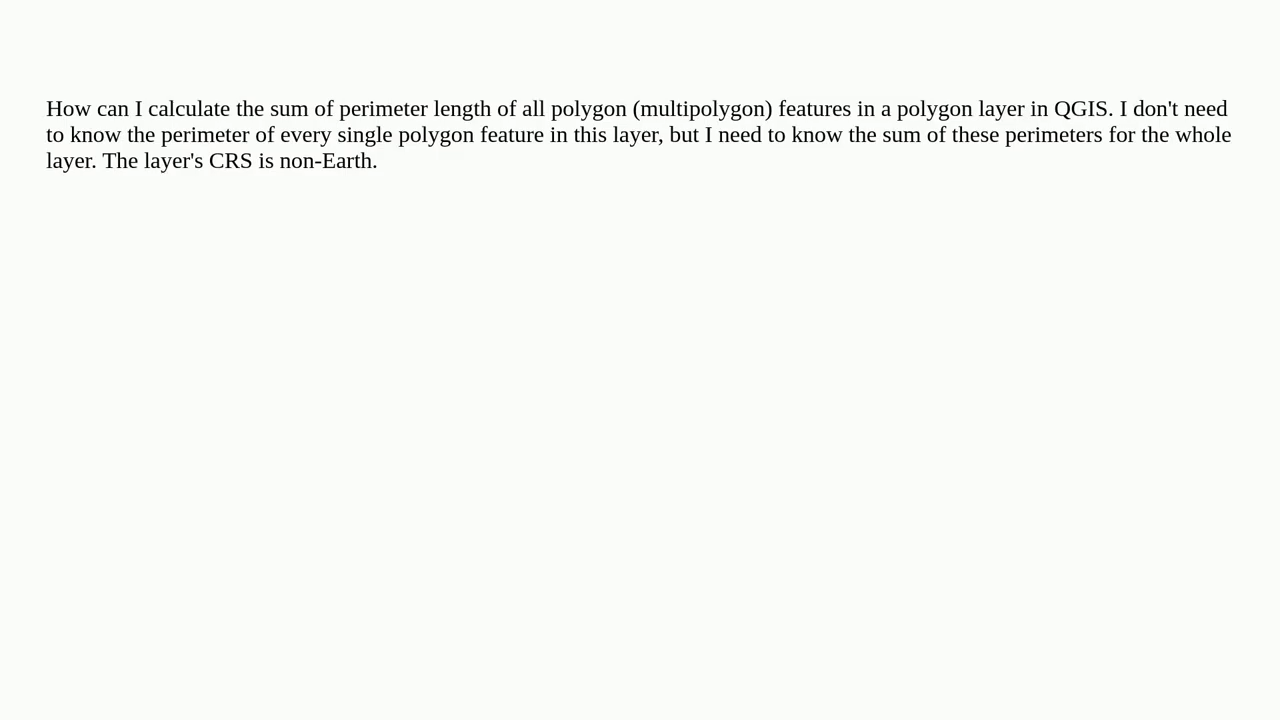 How can I calculate the sum of perimeter length of all polygon (multipolygon) features in a polygon layer in QGIS. I don't need
to know the perimeter of every single polygon feature in this layer, but I need to know the sum of these perimeters for the whole
layer. The layer's CRS is non-Earth.